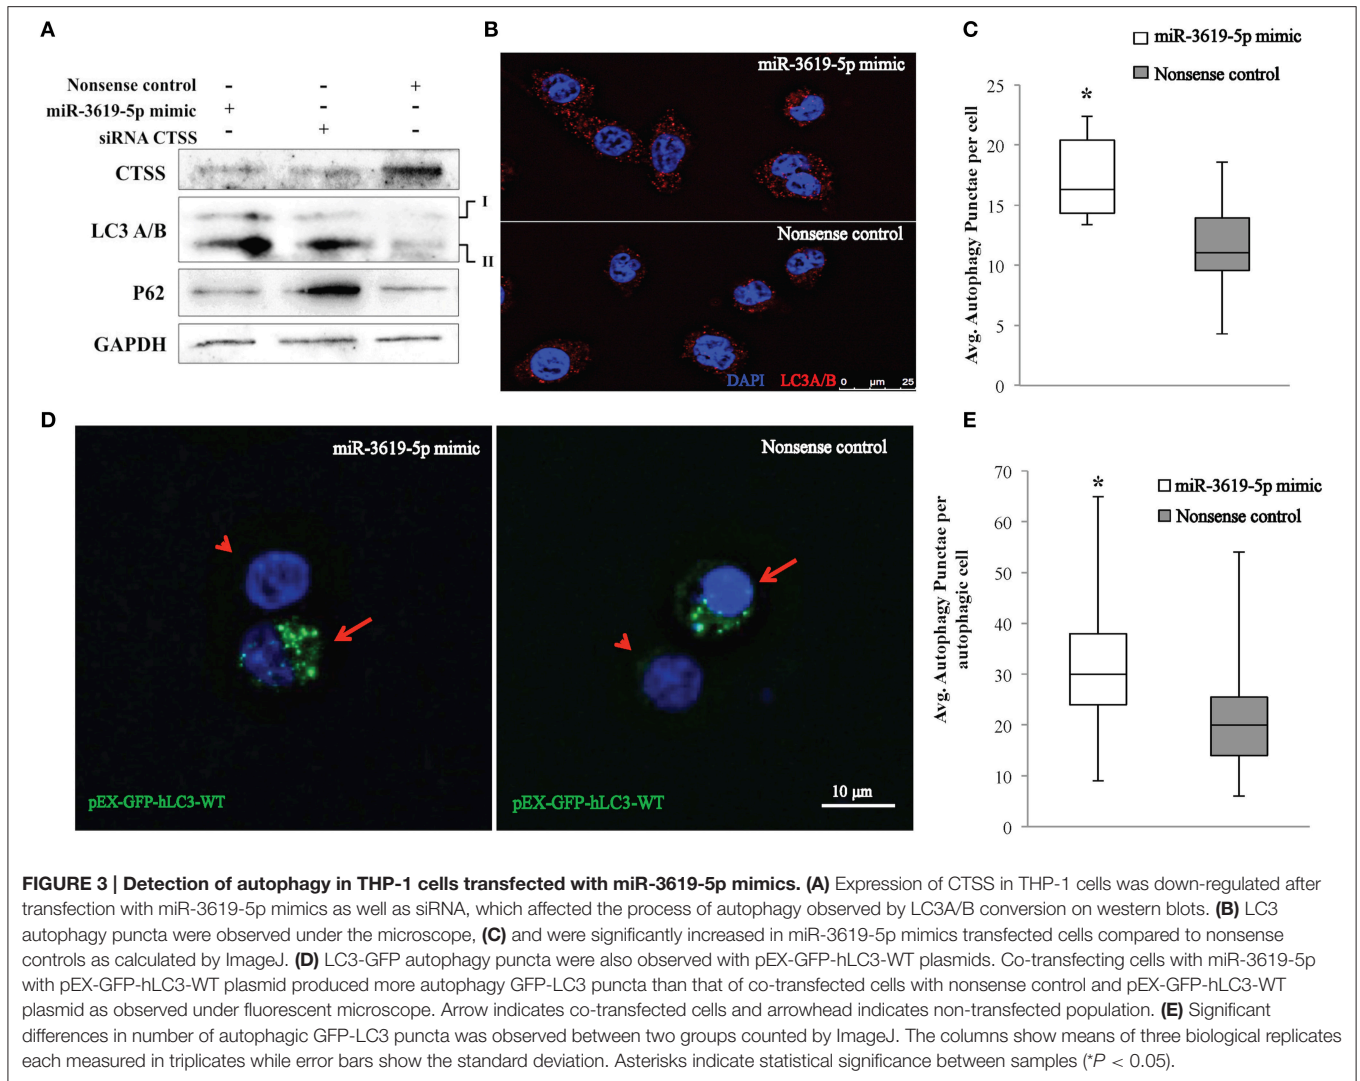 A
Nonsense control - - +
miR-3619-5p mimic + - -
siRNA CTSS - + -
CTSS
LC3 A/B
I
II
P62
GAPDH
B
miR-3619-5p mimic
Nonsense control
DAPI LC3A/B 0 µm 25
C
miR-3619-5p mimic
Nonsense control
Avg. Autophagy Punctae per cell
25
20
15
10
5
0
*
D
miR-3619-5p mimic
pEX-GFP-hLC3-WT
Nonsense control
pEX-GFP-hLC3-WT
10 µm
E
Avg. Autophagy Punctae per
autophagic cell
70
60
50
40
30
20
10
0
*
miR-3619-5p mimic
Nonsense control
FIGURE 3 | Detection of autophagy in THP-1 cells transfected with miR-3619-5p mimics. (A) Expression of CTSS in THP-1 cells was down-regulated after
transfection with miR-3619-5p mimics as well as siRNA, which affected the process of autophagy observed by LC3A/B conversion on western blots. (B) LC3
autophagy puncta were observed under the microscope, (C) and were significantly increased in miR-3619-5p mimics transfected cells compared to nonsense
controls as calculated by ImageJ. (D) LC3-GFP autophagy puncta were also observed with pEX-GFP-hLC3-WT plasmids. Co-transfecting cells with miR-3619-5p
with pEX-GFP-hLC3-WT plasmid produced more autophagy GFP-LC3 puncta than that of co-transfected cells with nonsense control and pEX-GFP-hLC3-WT
plasmid as observed under fluorescent microscope. Arrow indicates co-transfected cells and arrowhead indicates non-transfected population. (E) Significant
differences in number of autophagic GFP-LC3 puncta was observed between two groups counted by ImageJ. The columns show means of three biological replicates
each measured in triplicates while error bars show the standard deviation. Asterisks indicate statistical significance between samples (*P < 0.05).